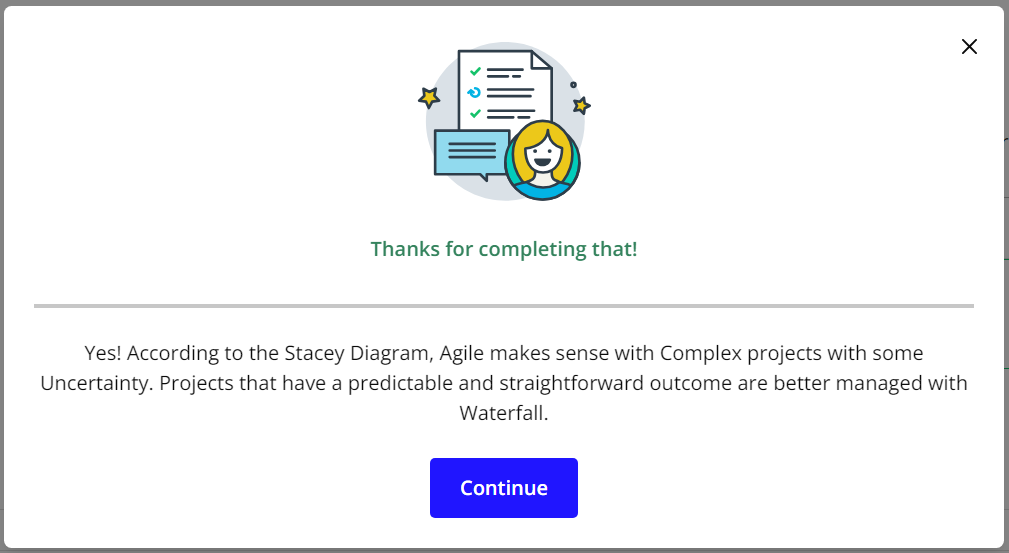 Thanks for completing that!
Yes! According to the Stacey Diagram, Agile makes sense with Complex projects with some
Uncertainty. Projects that have a predictable and straightforward outcome are better managed with
Waterfall.
Continue